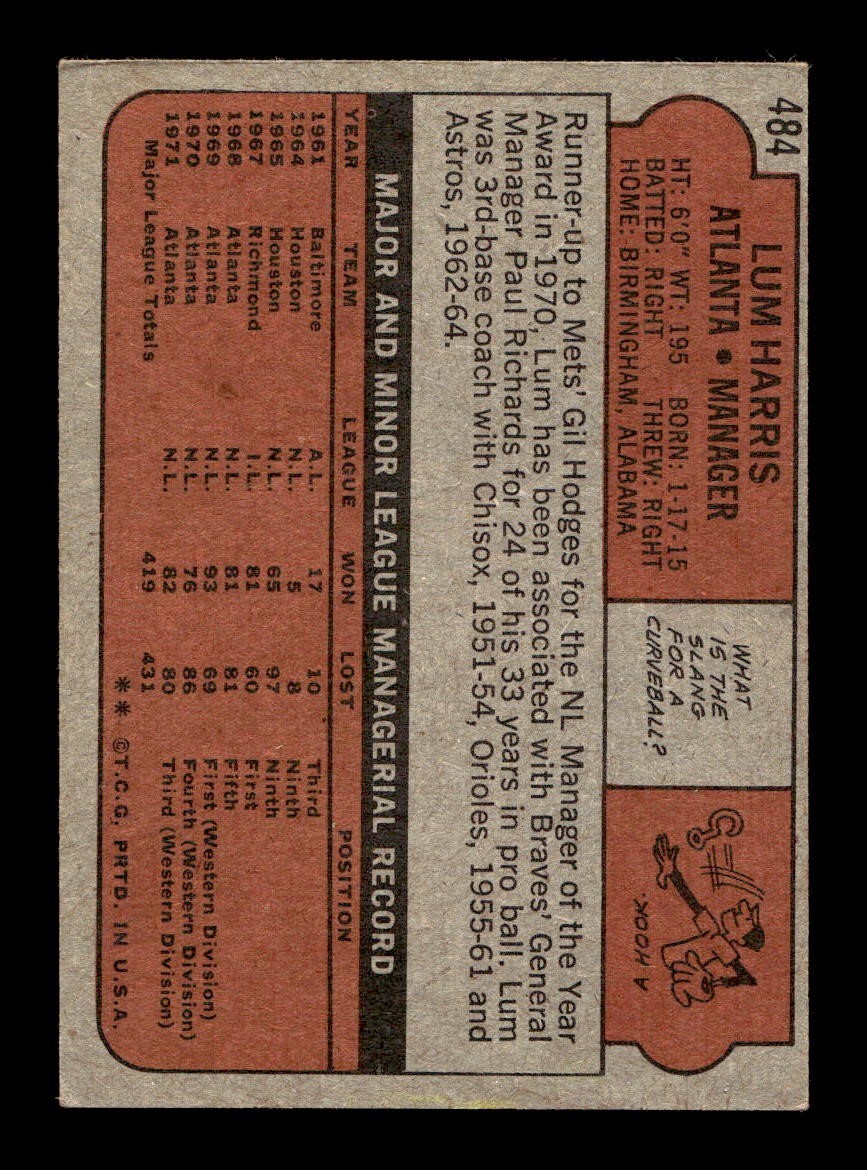 484
LUM HARRIS
ATLANTA • MANAGER
HT: 6'0" WT: 195 BORN: 1-17-15
BATTED: RIGHT THREW: RIGHT
HOME: BIRMINGHAM, ALABAMA
WHAT
IS THE
SLANG
FOR A
CURVEBALL?
A HOOK.
Runner-up to Mets' Gil Hodges for the NL Manager of the Year
Award in 1970, Lum has been associated with Braves' General
Manager Paul Richards for 24 of his 33 years in pro ball. Lum
was 3rd-base coach with Chisox, 1951-54, Orioles, 1955-61 and
Astros, 1962-64.
MAJOR AND MINOR LEAGUE MANAGERIAL RECORD
YEAR TEAM LEAGUE WON LOST POSITION
1961 Baltimore A.L. 17 10 Third
1964 Houston N.L. 5 8 Ninth
1965 Houston N.L. 65 97 Ninth
1967 Richmond I.L. 81 60 First
1968 Atlanta N.L. 81 81 Fifth
1969 Atlanta N.L. 93 69 First (Western Division)
1970 Atlanta N.L. 76 86 Fourth (Western Division)
1971 Atlanta N.L. 82 80 Third (Western Division)
Major League Totals 419 431
** ©T.C.G. PRTD. IN U.S.A.